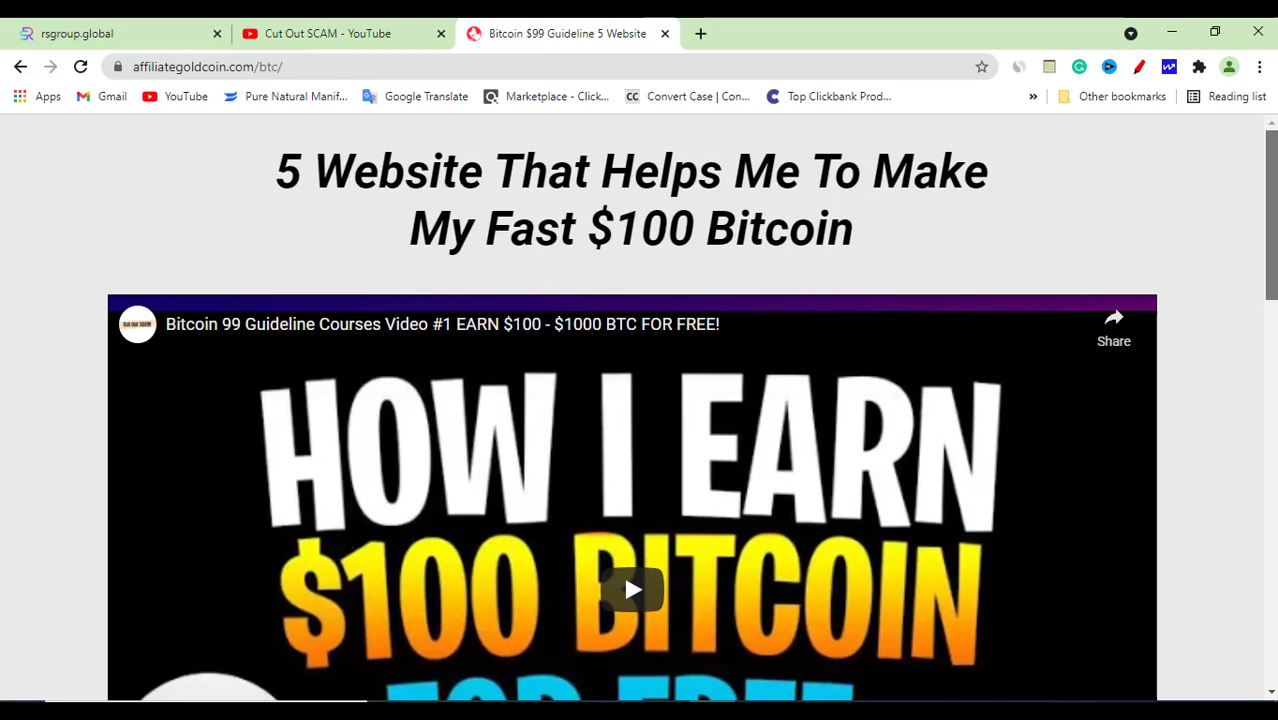 rsgroup.global
Cut Out SCAM - YouTube
Bitcoin $99 Guideline 5 Website
affiliategoldcoin.com/btc/
Apps
Gmail
YouTube
Pure Natural Manif...
Google Translate
Marketplace - Click...
CC
Convert Case | Con...
Top Clickbank Prod...
»
Other bookmarks
Reading list
5 Website That Helps Me To Make
My Fast $100 Bitcoin
Bitcoin 99 Guideline Courses Video #1 EARN $100 - $1000 BTC FOR FREE!
Share
HOW I EARN
$100 BITCOIN
FOR FREE